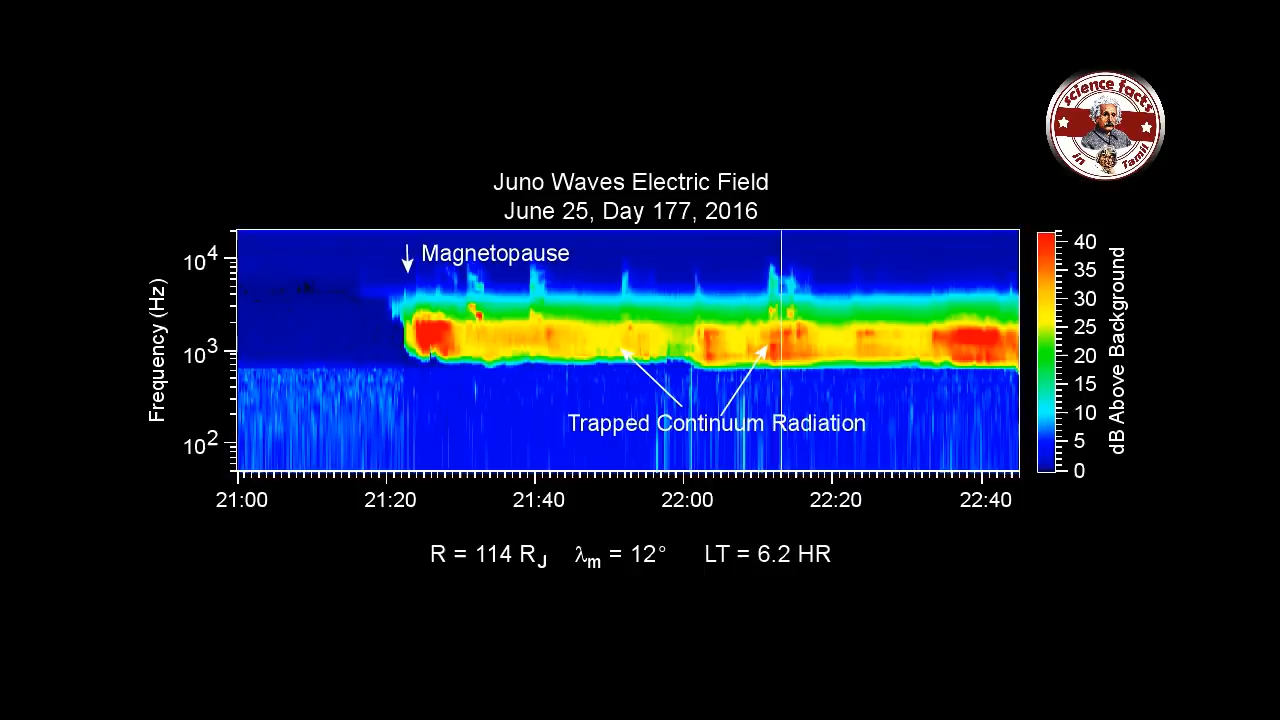 science facts
in Tamil
Juno Waves Electric Field
June 25, Day 177, 2016
Magnetopause
Trapped Continuum Radiation
Frequency (Hz)
10⁴
10³
10²
21:00 21:20 21:40 22:00 22:20 22:40
40
35
30
25
20
15
10
5
0
dB Above Background
R = 114 R_J λ_m = 12° LT = 6.2 HR